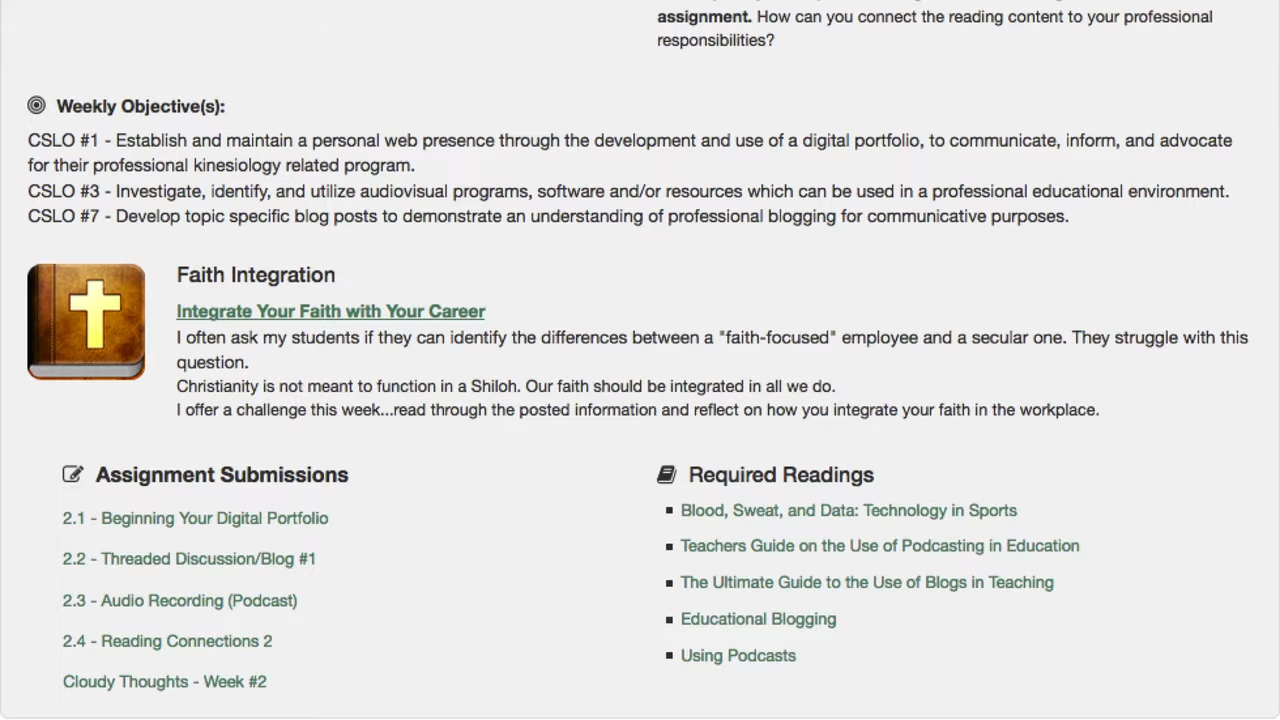 assignment. How can you connect the reading content to your professional
responsibilities?
Weekly Objective(s):
CSLO #1 - Establish and maintain a personal web presence through the development and use of a digital portfolio, to communicate, inform, and advocate
for their professional kinesiology related program.
CSLO #3 - Investigate, identify, and utilize audiovisual programs, software and/or resources which can be used in a professional educational environment.
CSLO #7 - Develop topic specific blog posts to demonstrate an understanding of professional blogging for communicative purposes.
Faith Integration
Integrate Your Faith with Your Career
I often ask my students if they can identify the differences between a "faith-focused" employee and a secular one. They struggle with this
question.
Christianity is not meant to function in a Shiloh. Our faith should be integrated in all we do.
I offer a challenge this week...read through the posted information and reflect on how you integrate your faith in the workplace.
Assignment Submissions
2.1 - Beginning Your Digital Portfolio
2.2 - Threaded Discussion/Blog #1
2.3 - Audio Recording (Podcast)
2.4 - Reading Connections 2
Cloudy Thoughts - Week #2
Required Readings
Blood, Sweat, and Data: Technology in Sports
Teachers Guide on the Use of Podcasting in Education
The Ultimate Guide to the Use of Blogs in Teaching
Educational Blogging
Using Podcasts